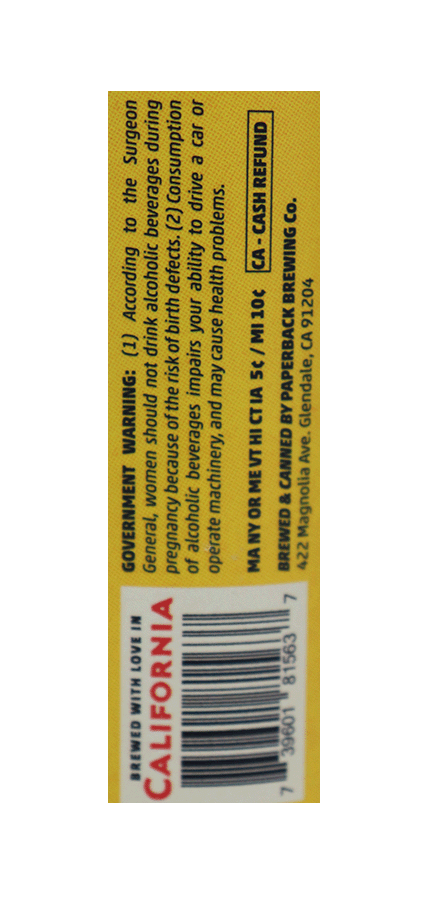 GOVERNMENT WARNING: (1) According to the Surgeon
General, women should not drink alcoholic beverages during
pregnancy because of the risk of birth defects. (2) Consumption
of alcoholic beverages impairs your ability to drive a car or
operate machinery, and may cause health problems.
MA NY OR ME VT HI CT IA 5¢ / MI 10¢ CA - CASH REFUND
BREWED & CANNED BY PAPERBACK BREWING Co.
422 Magnolia Ave. Glendale, CA 91204
BREWED WITH LOVE IN
CALIFORNIA
7 39601 81563 7